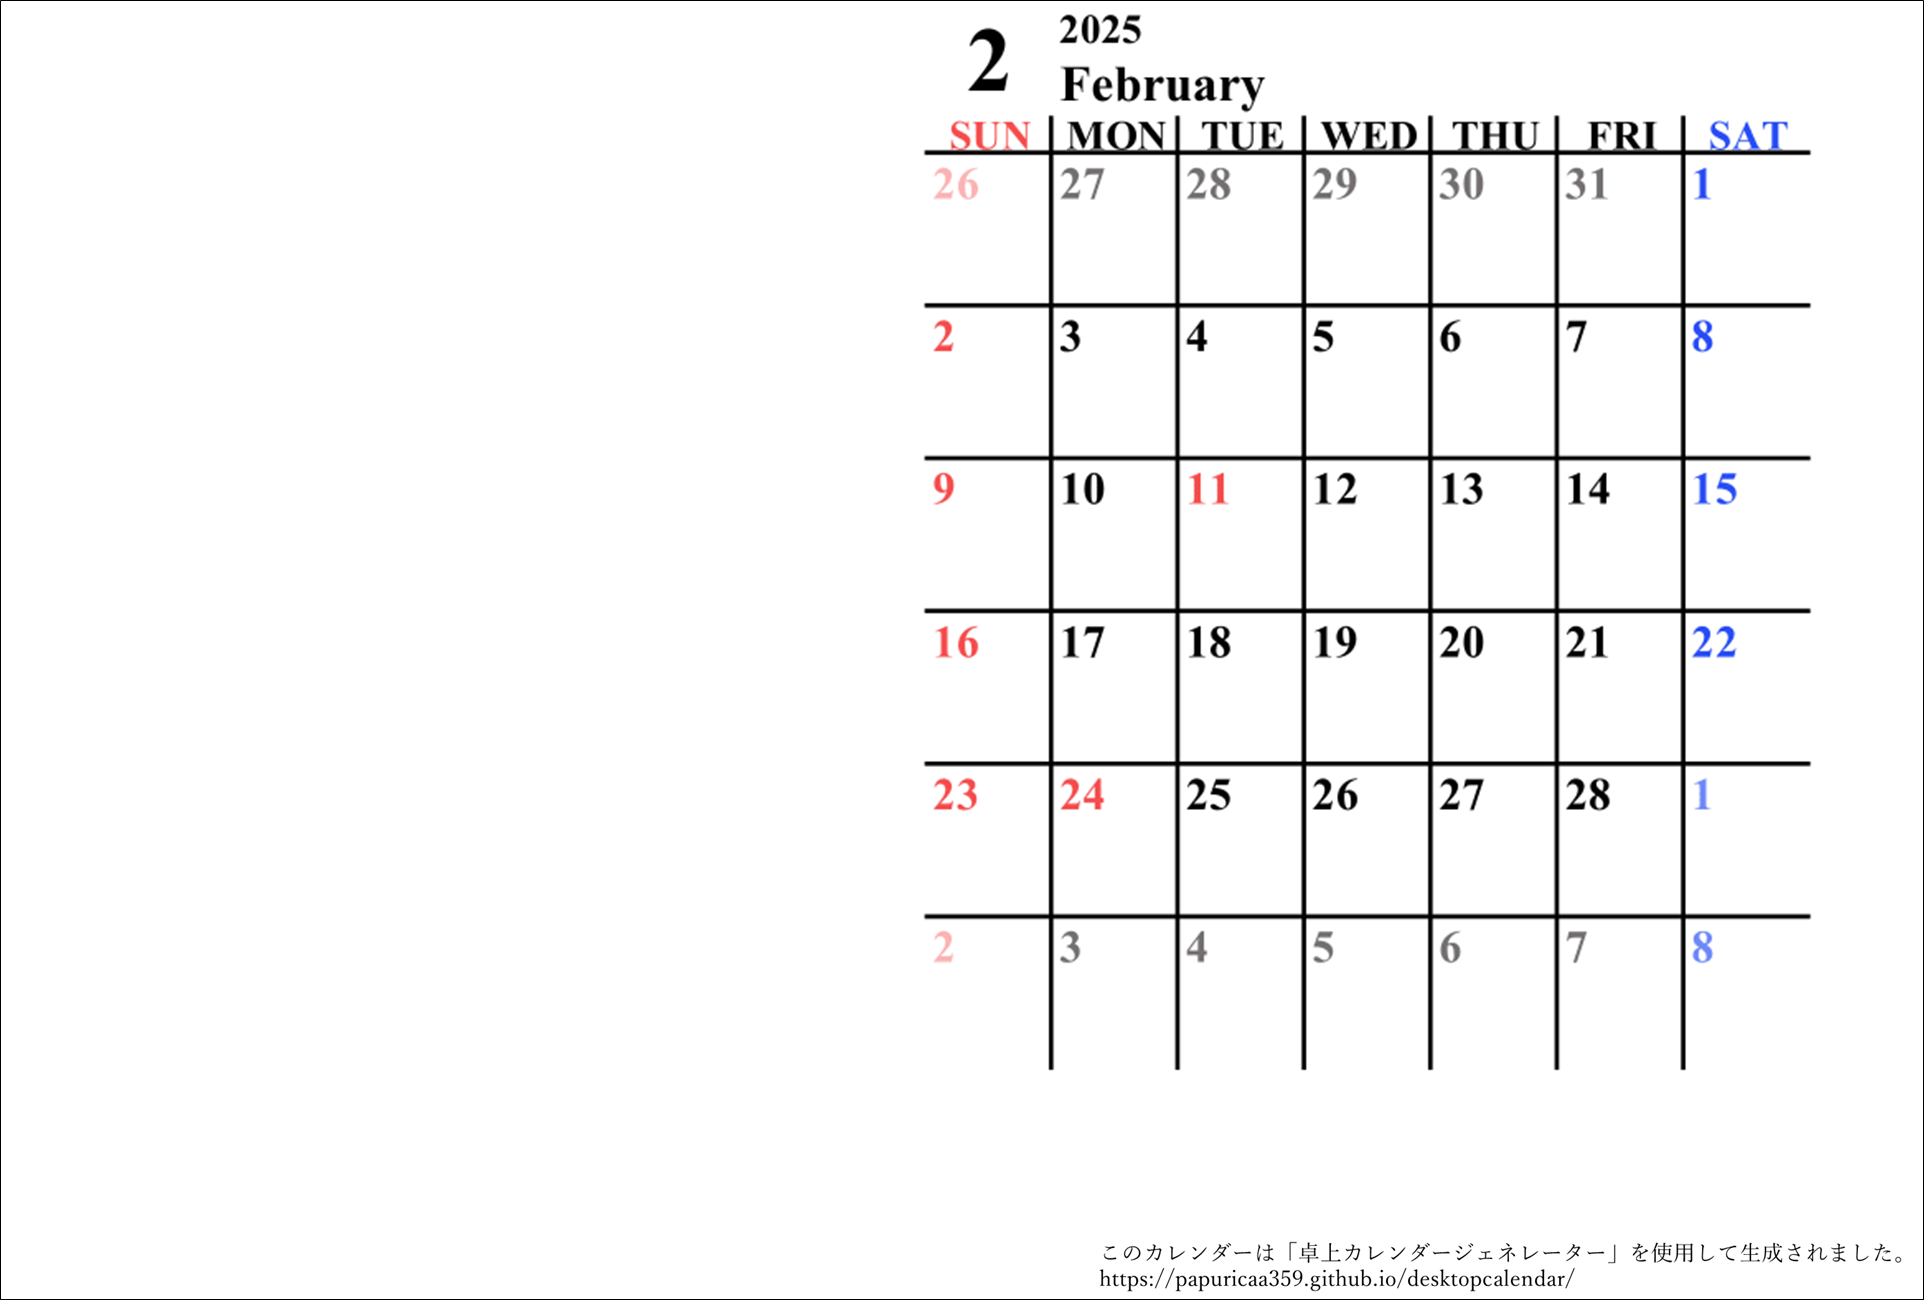 2
2025
February
SUN MON TUE WED THU FRI SAT
26 27 28 29 30 31 1
2 3 4 5 6 7 8
9 10 11 12 13 14 15
16 17 18 19 20 21 22
23 24 25 26 27 28 1
2 3 4 5 6 7 8
このカレンダーは「卓上カレンダージェネレーター」を使用して生成されました。
https://papuricaa359.github.io/desktopcalendar/